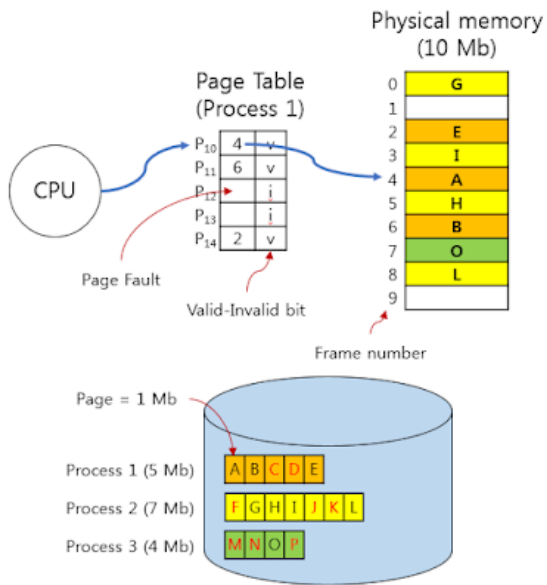 Physical memory
(10 Mb)
Page Table
(Process 1)
CPU
P10 4 v
P11 6 v
P12 i
P13 i
P14 2 v
Page Fault
Valid-Invalid bit
0 G
1
2 E
3 I
4 A
5 H
6 B
7 O
8 L
9
Frame number
Page = 1 Mb
Process 1 (5 Mb) A B C D E
Process 2 (7 Mb) F G H I J K L
Process 3 (4 Mb) M N O P